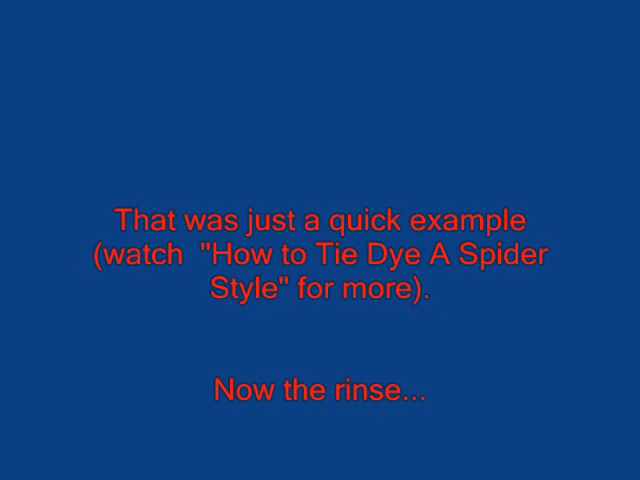 That was just a quick example
(watch  "How to Tie Dye A Spider
Style" for more).
Now the rinse...